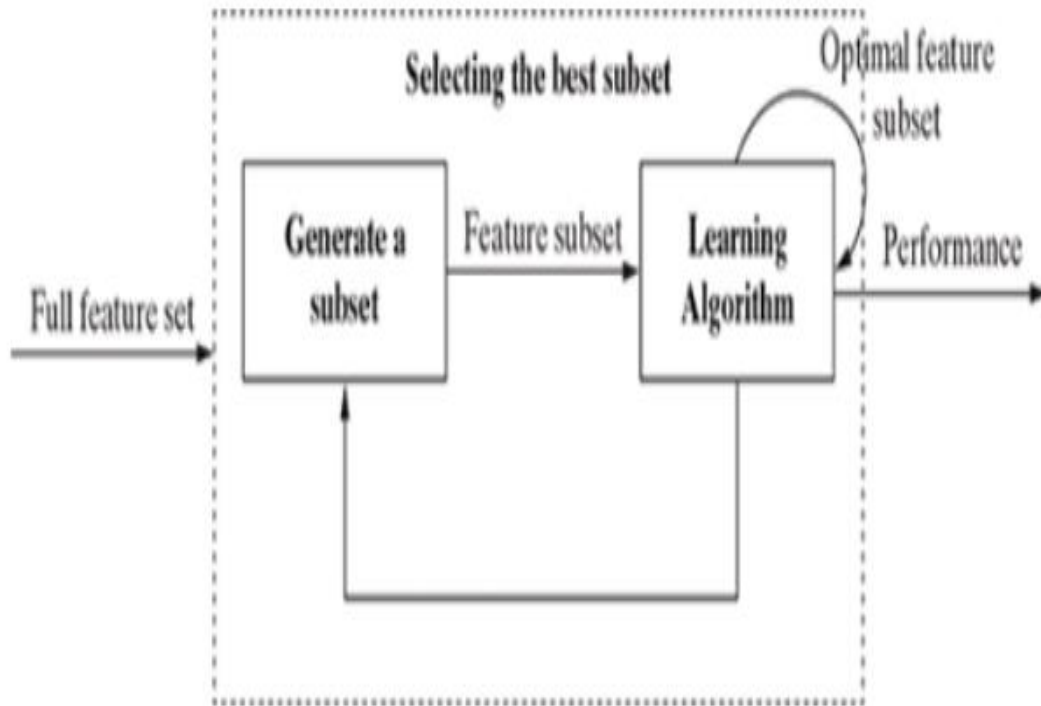 Selecting the best subset
Optimal feature
subset
Generate a
subset
Feature subset
Learning
Algorithm
Performance
Full feature set